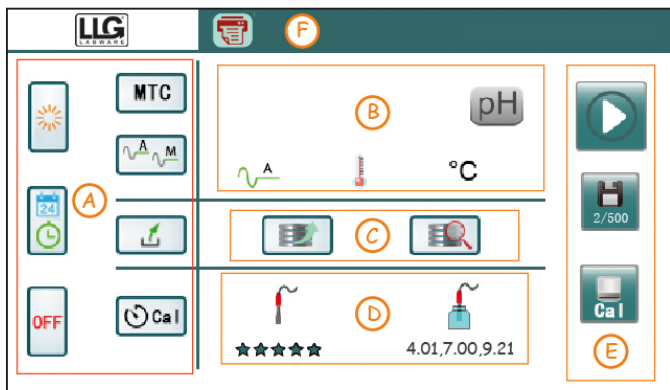 LLG
LABWARE
F
MTC
B
pH
A M
A
°C
24
A
C
2/500
OFF
Cal
D
Cal
4.01,7.00,9.21
E